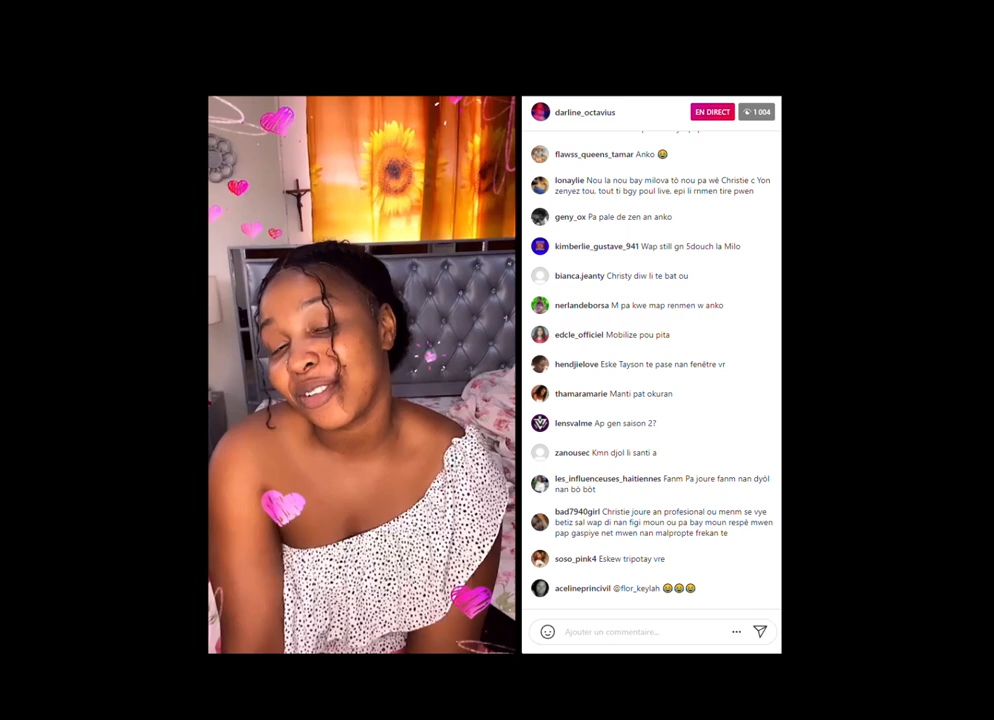 darline_octavius EN DIRECT 1 004
flawss_queens_tamar Anko 😂
lonaylie Nou la nou bay milova tò nou pa wè Christie c Yon
zenyez tou, tout ti bgy poul live, epi li rnmen tire pwen
geny_ox Pa pale de zen an anko
kimberlie_gustave_941 Wap still gn 5douch la Milo
bianca.jeanty Christy diw li te bat ou
nerlandeborsa M pa kwe map renmen w anko
edcle_officiel Mobilize pou pita
hendjielove Eske Tayson te pase nan fenêtre vr
thamaramarie Manti pat okuran
lensvalme Ap gen saison 2?
zanousec Kmn djol li santi a
les_influenceuses_haitiennes Fanm Pa joure fanm nan dyòl
nan bò bòt
bad7940girl Christie joure an profesional ou menm se vye
betiz sal wap di nan figi moun ou pa bay moun respè mwen
pap gaspiye net mwen nan malpropte frekan te
soso_pink4 Eskew tripotay vre
acelineprincivil @flor_keylah 😂😂😂
Ajouter un commentaire...